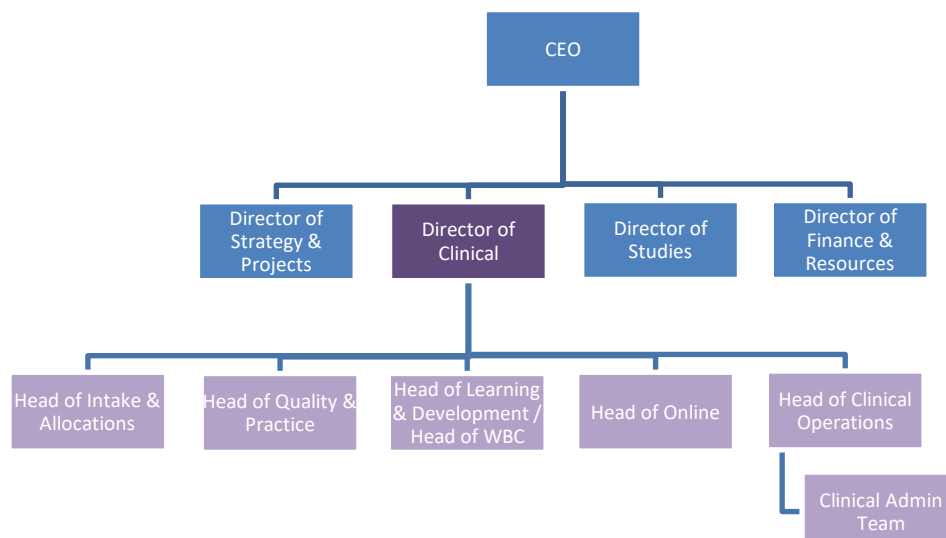 CEO
Director of
Strategy &
Projects
Director of
Clinical
Director of
Studies
Director of
Finance &
Resources
Head of Intake &
Allocations
Head of Quality &
Practice
Head of Learning
& Development /
Head of WBC
Head of Online
Head of Clinical
Operations
Clinical Admin
Team